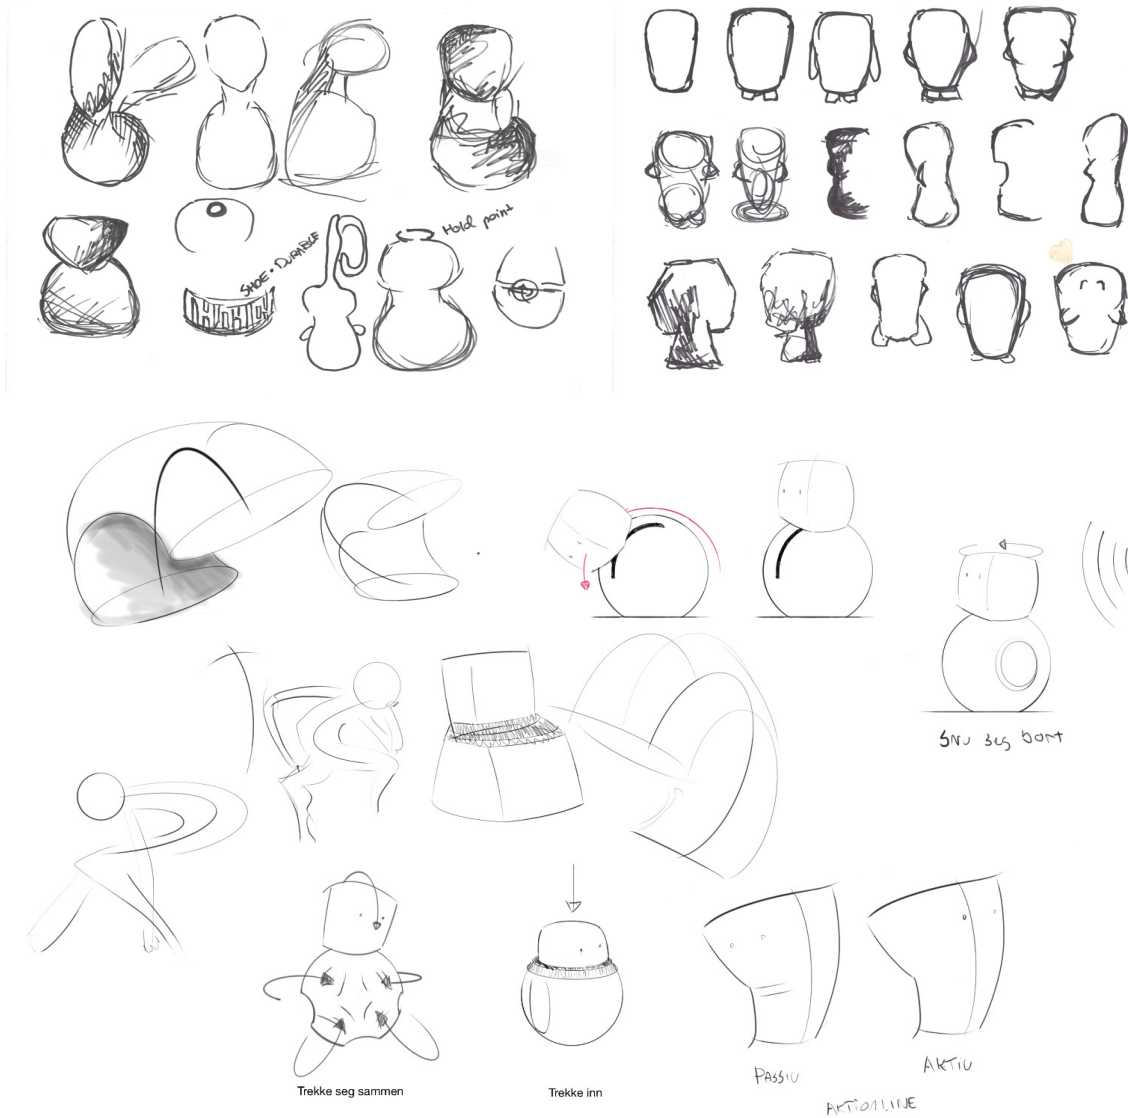 Hold point
SHOE • DURABLE
Snu seg bort
Trekke seg sammen
Trekke inn
PASSIV
AKTIV
AKTIONLINE